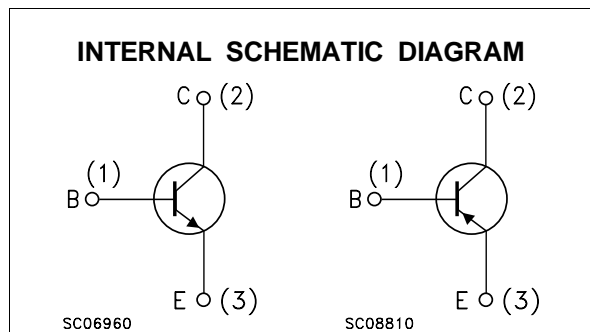 INTERNAL SCHEMATIC DIAGRAM
C (2) C (2)
(1) (1)
B B
E (3) E (3)
SC06960 SC08810